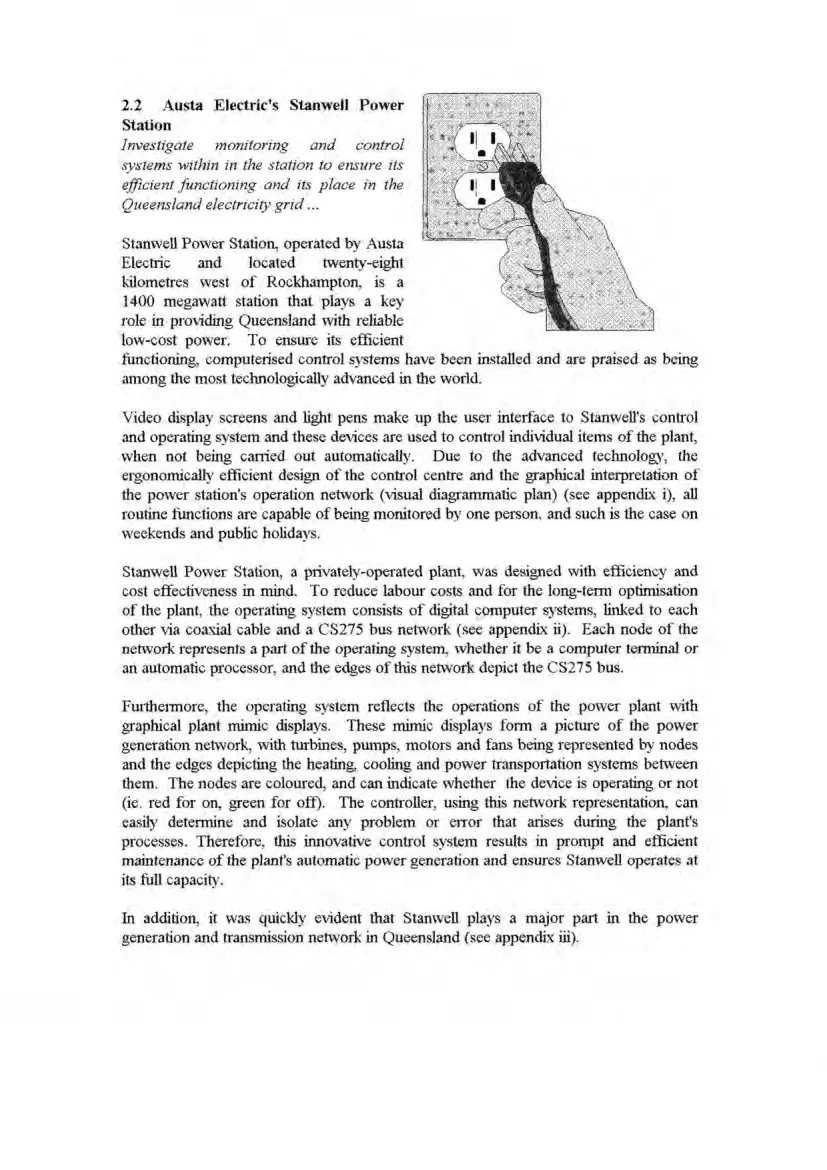 2.2 Austa Electric's Stanwell Power
Station
Investigate monitoring and control
systems within in the station to ensure its
efficient functioning and its place in the
Queensland electricity grid ...
Stanwell Power Station, operated by Austa
Electric and located twenty-eight
kilometres west of Rockhampton, is a
1400 megawatt station that plays a key
role in providing Queensland with reliable
low-cost power. To ensure its efficient
functioning, computerised control systems have been installed and are praised as being
among the most technologically advanced in the world.
Video display screens and light pens make up the user interface to Stanwell's control
and operating system and these devices are used to control individual items of the plant,
when not being carried out automatically. Due to the advanced technology, the
ergonomically efficient design of the control centre and the graphical interpretation of
the power station's operation network (visual diagrammatic plan) (see appendix i), all
routine functions are capable of being monitored by one person, and such is the case on
weekends and public holidays.
Stanwell Power Station, a privately-operated plant, was designed with efficiency and
cost effectiveness in mind. To reduce labour costs and for the long-term optimisation
of the plant, the operating system consists of digital computer systems, linked to each
other via coaxial cable and a CS275 bus network (see appendix ii). Each node of the
network represents a part of the operating system, whether it be a computer terminal or
an automatic processor, and the edges of this network depict the CS275 bus.
Furthermore, the operating system reflects the operations of the power plant with
graphical plant mimic displays. These mimic displays form a picture of the power
generation network, with turbines, pumps, motors and fans being represented by nodes
and the edges depicting the heating, cooling and power transportation systems between
them. The nodes are coloured, and can indicate whether the device is operating or not
(ie. red for on, green for off). The controller, using this network representation, can
easily determine and isolate any problem or error that arises during the plant's
processes. Therefore, this innovative control system results in prompt and efficient
maintenance of the plant's automatic power generation and ensures Stanwell operates at
its full capacity.
In addition, it was quickly evident that Stanwell plays a major part in the power
generation and transmission network in Queensland (see appendix iii).